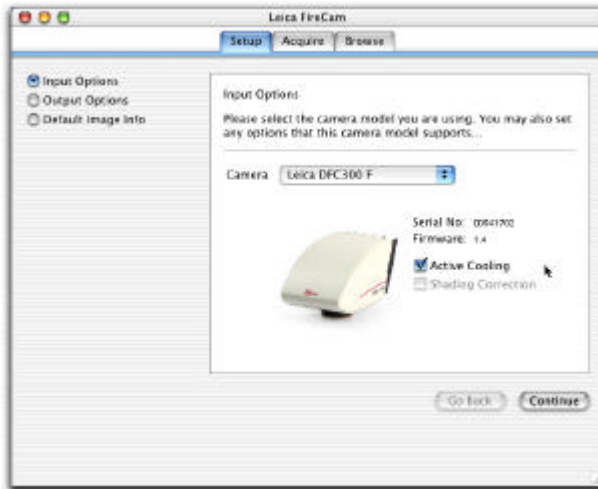 Leica FireCam
Setup Acquire Browse
Input Options
Output Options
Default Image Info
Input Options
Please select the camera model you are using. You may also set
any options that this camera model supports...
Camera Leica DFC300 F
Serial No:
Firmware: 1.4
Active Cooling
Shading Correction
Go Back Continue